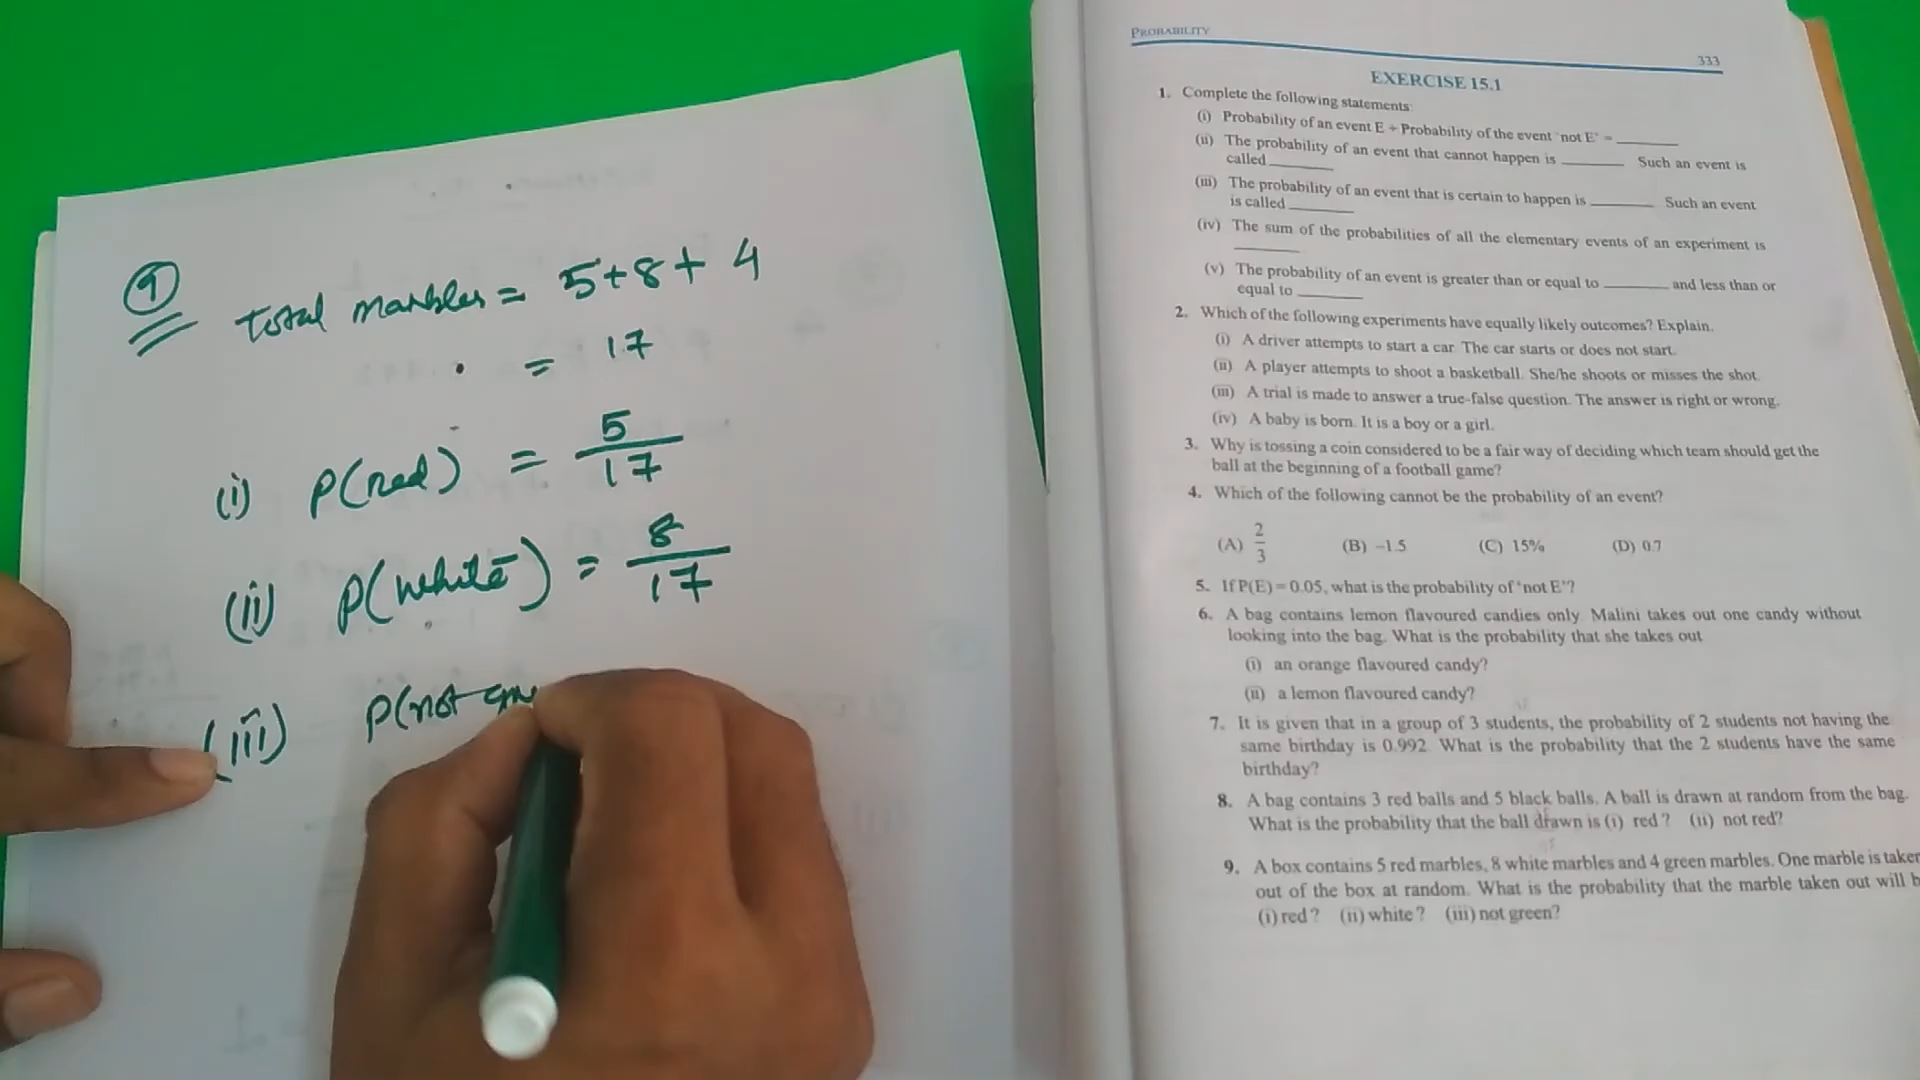 9
total marbles = 5+8+4
= 17
(i) P(red) = 5/17
(ii) P(white) = 8/17
(iii) P(not gre
PROBABILITY
333
EXERCISE 15.1
1. Complete the following statements:
(i) Probability of an event E + Probability of the event 'not E' = ________
(ii) The probability of an event that cannot happen is ________ Such an event is
called ________
(iii) The probability of an event that is certain to happen is ________ Such an event
is called ________
(iv) The sum of the probabilities of all the elementary events of an experiment is
________
(v) The probability of an event is greater than or equal to ________ and less than or
equal to ________
2. Which of the following experiments have equally likely outcomes? Explain.
(i) A driver attempts to start a car. The car starts or does not start.
(ii) A player attempts to shoot a basketball. She/he shoots or misses the shot.
(iii) A trial is made to answer a true-false question. The answer is right or wrong.
(iv) A baby is born. It is a boy or a girl.
3. Why is tossing a coin considered to be a fair way of deciding which team should get the
ball at the beginning of a football game?
4. Which of the following cannot be the probability of an event?
(A) 2/3 (B) –1.5 (C) 15% (D) 0.7
5. If P(E) = 0.05, what is the probability of 'not E'?
6. A bag contains lemon flavoured candies only. Malini takes out one candy without
looking into the bag. What is the probability that she takes out
(i) an orange flavoured candy?
(ii) a lemon flavoured candy?
7. It is given that in a group of 3 students, the probability of 2 students not having the
same birthday is 0.992. What is the probability that the 2 students have the same
birthday?
8. A bag contains 3 red balls and 5 black balls. A ball is drawn at random from the bag.
What is the probability that the ball drawn is (i) red ? (ii) not red?
9. A box contains 5 red marbles, 8 white marbles and 4 green marbles. One marble is taken
out of the box at random. What is the probability that the marble taken out will b
(i) red ? (ii) white ? (iii) not green?